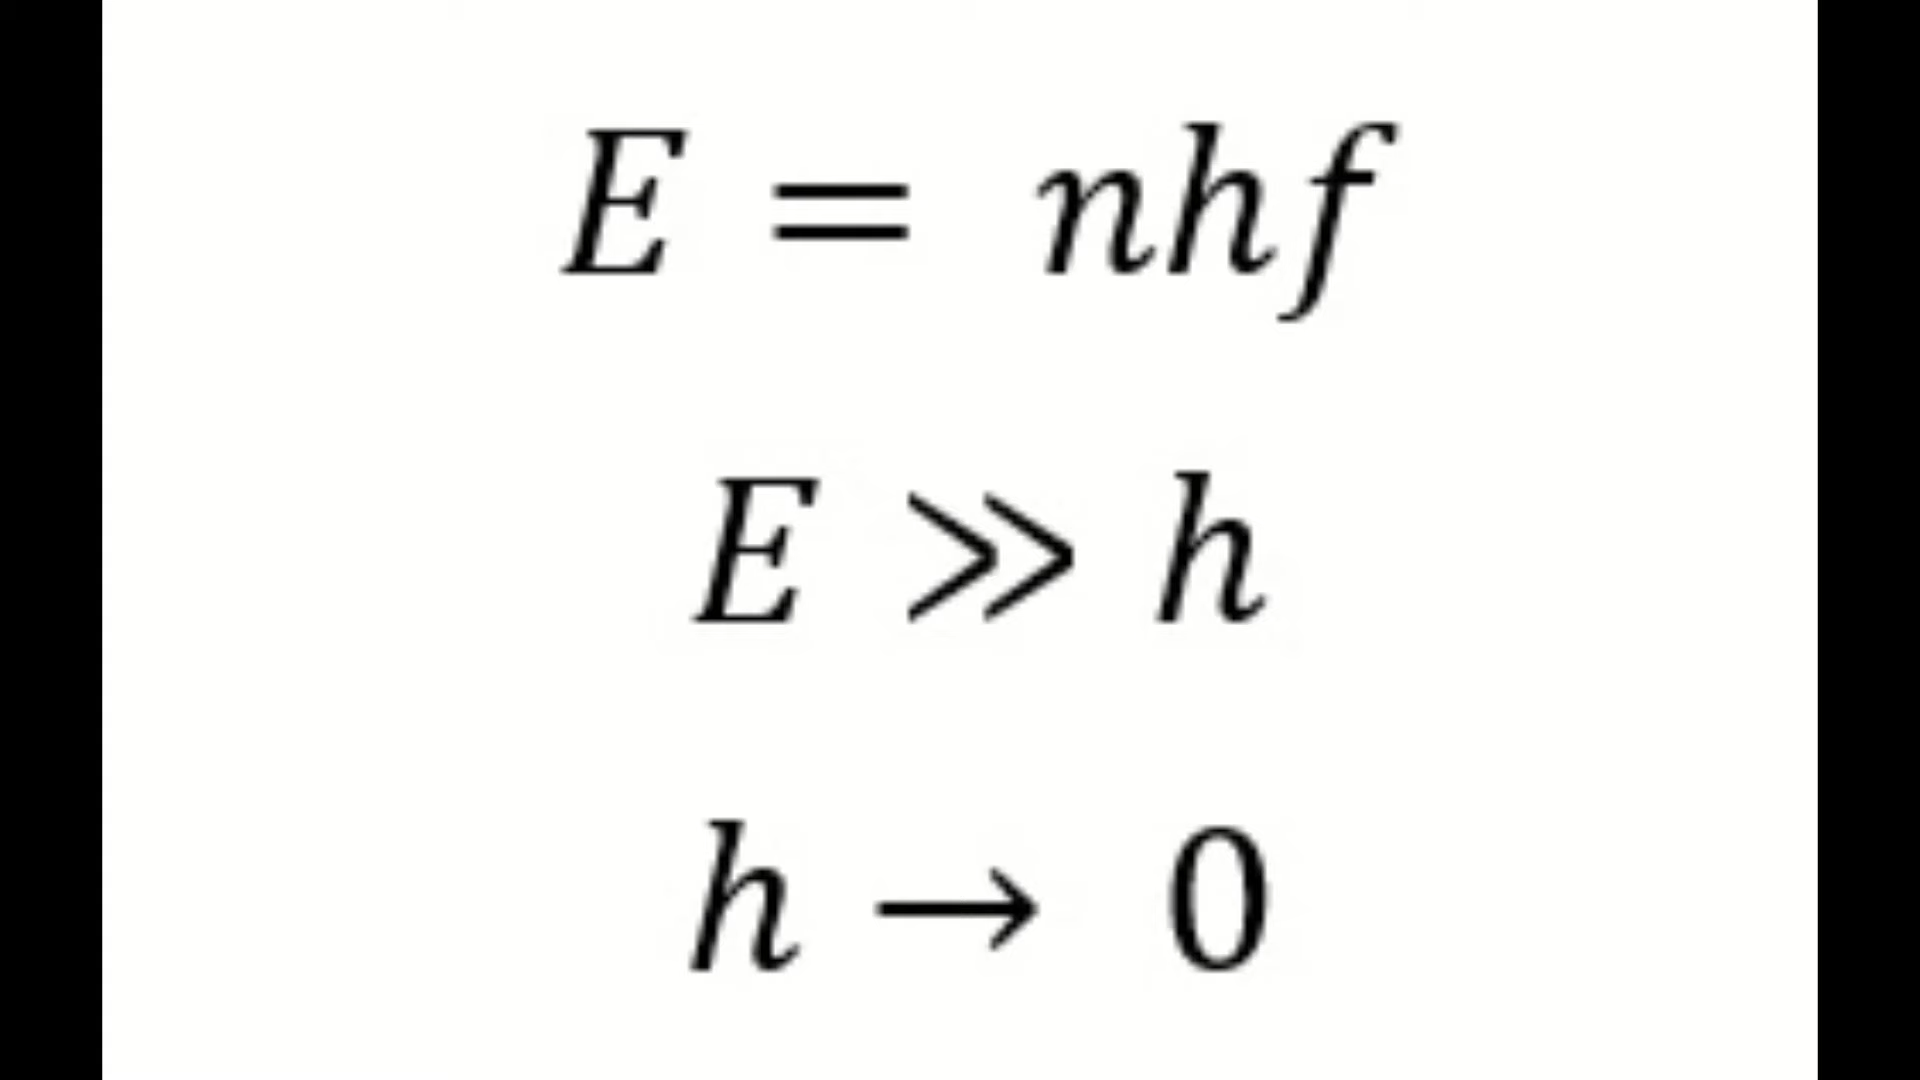 E = nhf
E ≫ h
h → 0